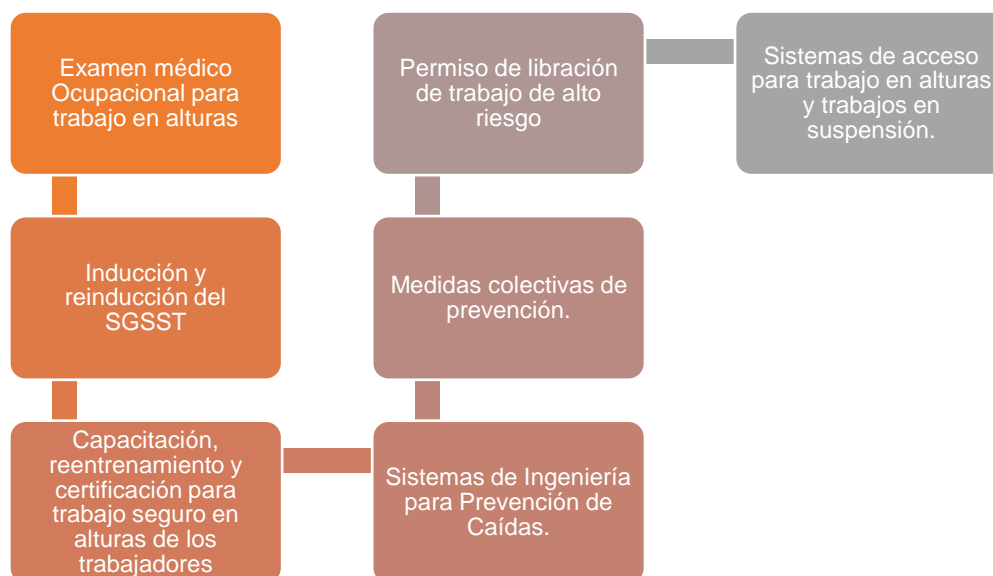 Examen médico
Ocupacional para
trabajo en alturas
Inducción y
reinducción del
SGSST
Capacitación,
reentrenamiento y
certificación para
trabajo seguro en
alturas de los
trabajadores
Sistemas de Ingeniería
para Prevención de
Caídas.
Medidas colectivas de
prevención.
Permiso de libración
de trabajo de alto
riesgo
Sistemas de acceso
para trabajo en alturas
y trabajos en
suspensión.